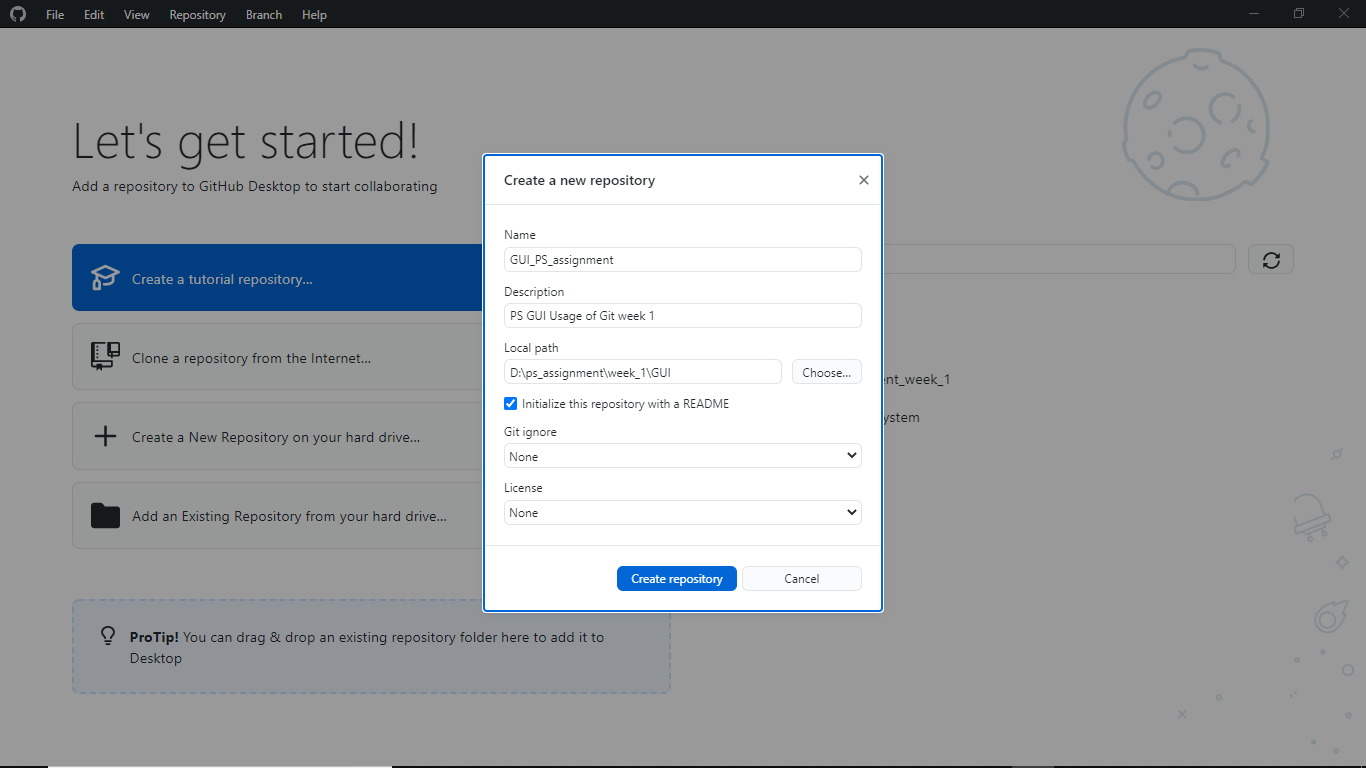 File Edit View Repository Branch Help
Let's get started!
Add a repository to GitHub Desktop to start collaborating
Create a tutorial repository...
Clone a repository from the Internet...
Create a New Repository on your hard drive...
Add an Existing Repository from your hard drive...
ProTip! You can drag & drop an existing repository folder here to add it to
Desktop
Create a new repository
Name
GUI_PS_assignment
Description
PS GUI Usage of Git week 1
Local path
D:\ps_assignment\week_1\GUI
Choose...
Initialize this repository with a README
Git ignore
None
License
None
Create repository
Cancel
ent_week_1
ystem